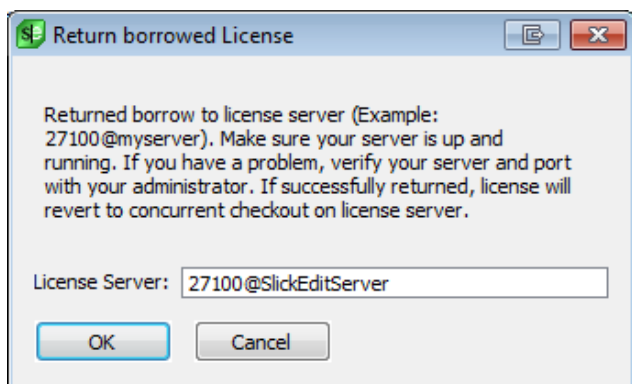 Return borrowed License
Returned borrow to license server (Example:
27100@myserver). Make sure your server is up and
running. If you have a problem, verify your server and port
with your administrator. If successfully returned, license will
revert to concurrent checkout on license server.
License Server: 27100@SlickEditServer
OK Cancel